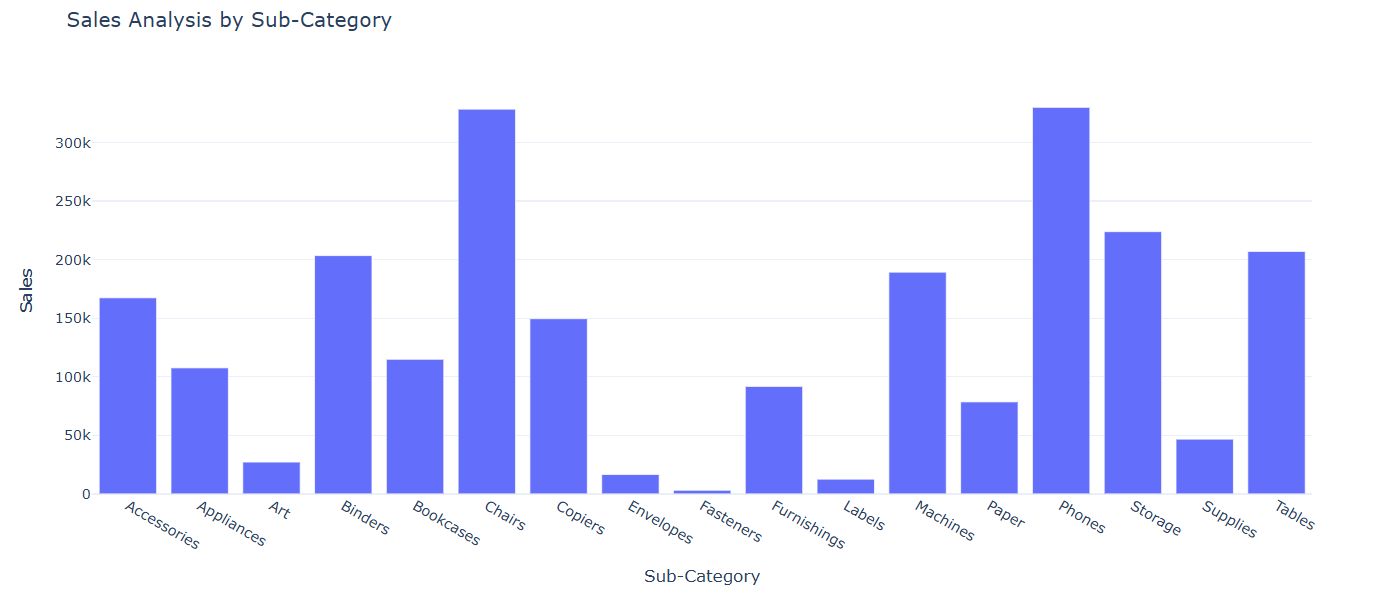 Sales Analysis by Sub-Category
300k
250k
200k
150k
100k
50k
0
Sales
Accessories
Appliances
Art
Binders
Bookcases
Chairs
Copiers
Envelopes
Fasteners
Furnishings
Labels
Machines
Paper
Phones
Storage
Supplies
Tables
Sub-Category